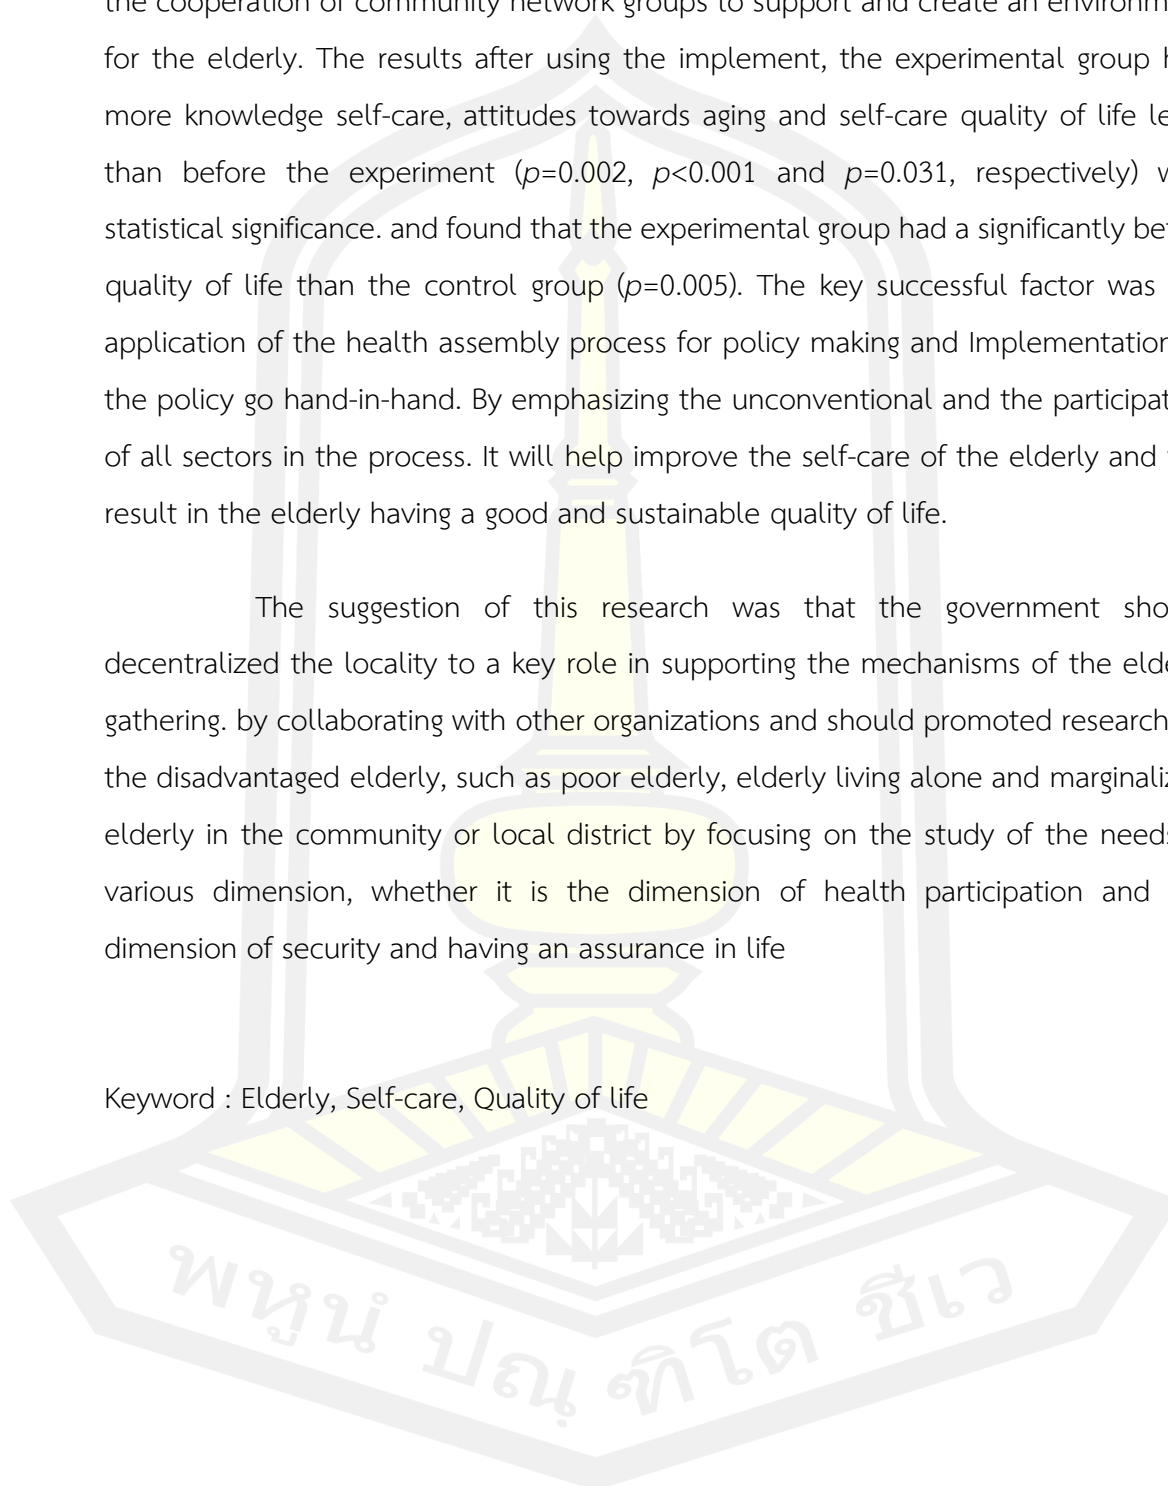 the cooperation of community network groups to support and create an
for the elderly. The results after using the implement, the experimental group
more knowledge self-care, attitudes towards aging and self-care quality of life
than before the experiment (p=0.002, p<0.001 and p=0.031, respectively)
statistical significance. and found that the experimental group had a significantly
quality of life than the control group (p=0.005). The key successful factor was
application of the health assembly process for policy making and Implementation
the policy go hand-in-hand. By emphasizing the unconventional and the
of all sectors in the process. It will help improve the self-care of the elderly and
result in the elderly having a good and sustainable quality of life.
The suggestion of this research was that the government
decentralized the locality to a key role in supporting the mechanisms of the
gathering. by collaborating with other organizations and should promoted research
the disadvantaged elderly, such as poor elderly, elderly living alone and
elderly in the community or local district by focusing on the study of the
various dimension, whether it is the dimension of health participation and
dimension of security and having an assurance in life
Keyword : Elderly, Self-care, Quality of life
พหูนํ ปณฺฑิโต ชีเว